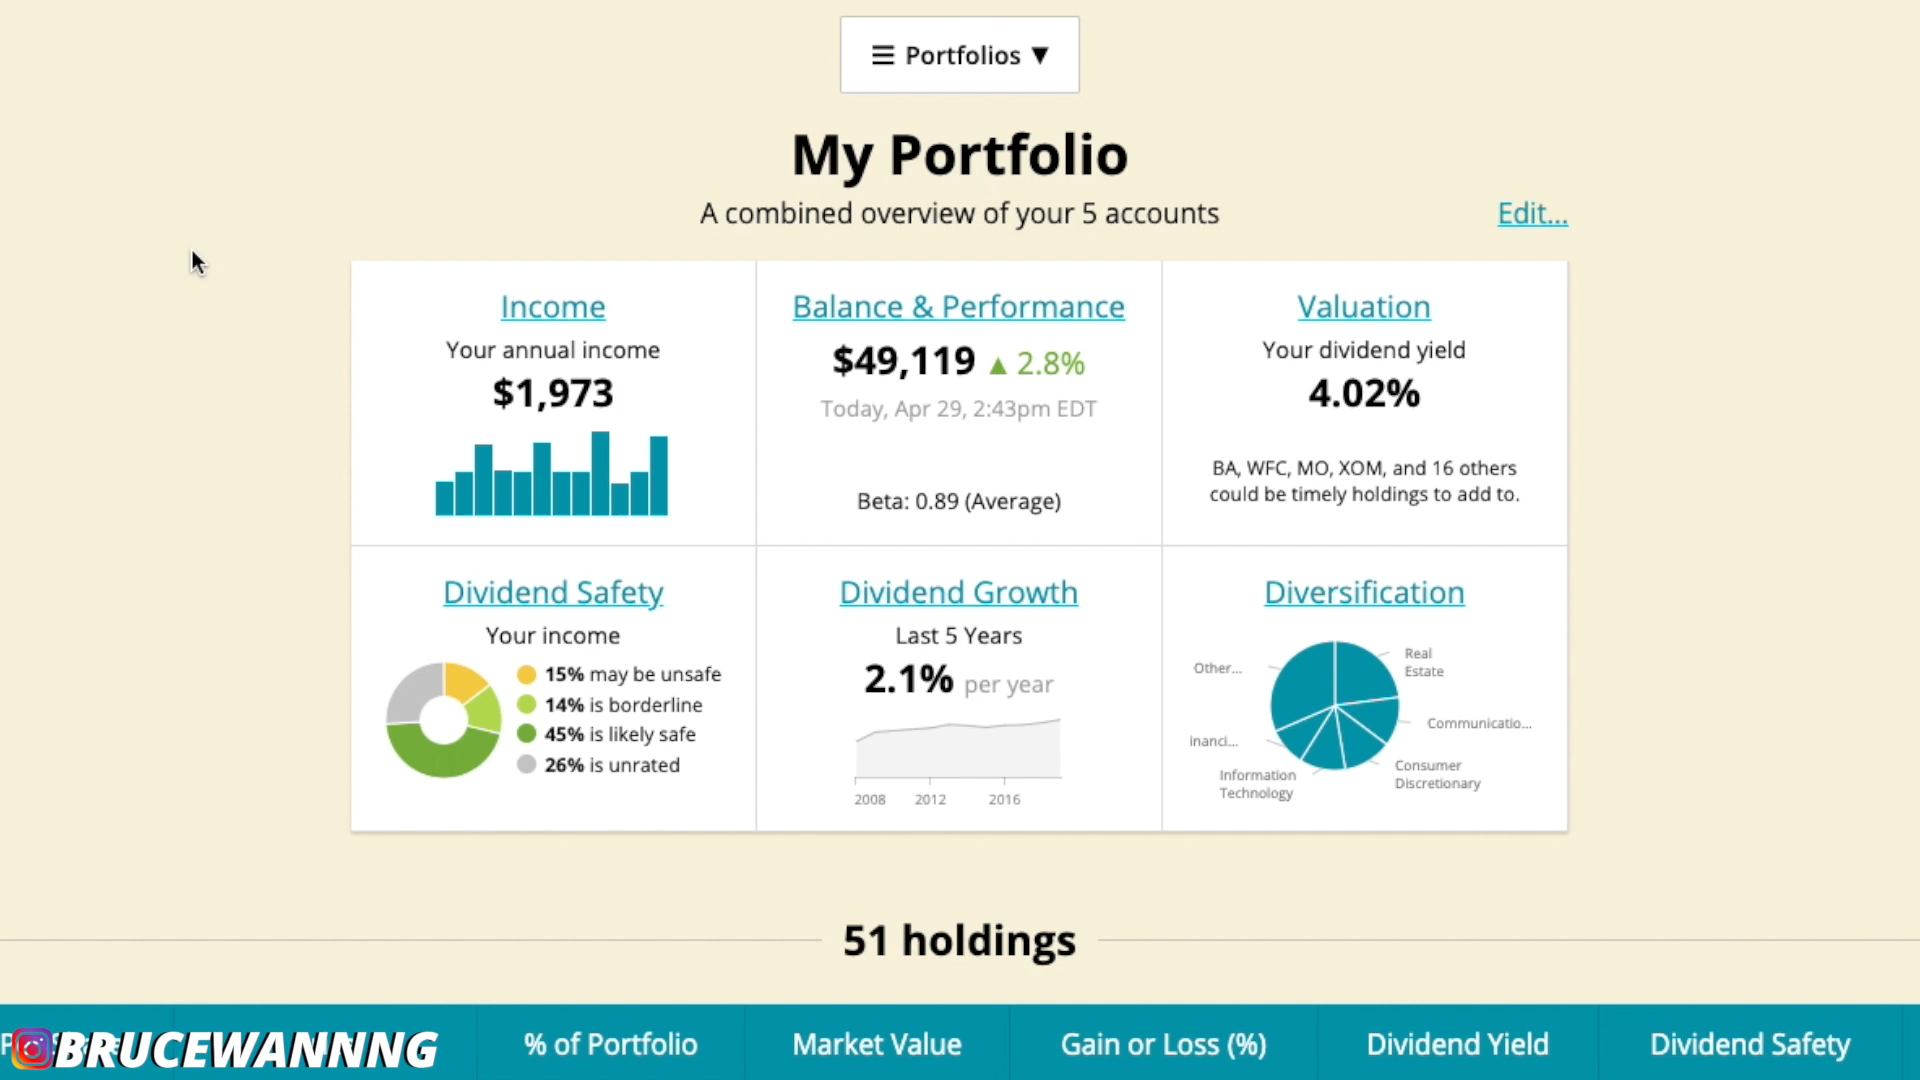 ☰ Portfolios ▼
My Portfolio
A combined overview of your 5 accounts
Edit...
Income
Your annual income
$1,973
Balance & Performance
$49,119 ▲ 2.8%
Today, Apr 29, 2:43pm EDT
Beta: 0.89 (Average)
Valuation
Your dividend yield
4.02%
BA, WFC, MO, XOM, and 16 others
could be timely holdings to add to.
Dividend Safety
Your income
15% may be unsafe
14% is borderline
45% is likely safe
26% is unrated
Dividend Growth
Last 5 Years
2.1% per year
2008 2012 2016
Diversification
Other...
Real
Estate
Communicatio...
inanci...
Consumer
Discretionary
Information
Technology
51 holdings
% of Portfolio
Market Value
Gain or Loss (%)
Dividend Yield
Dividend Safety
BRUCEWANNNG